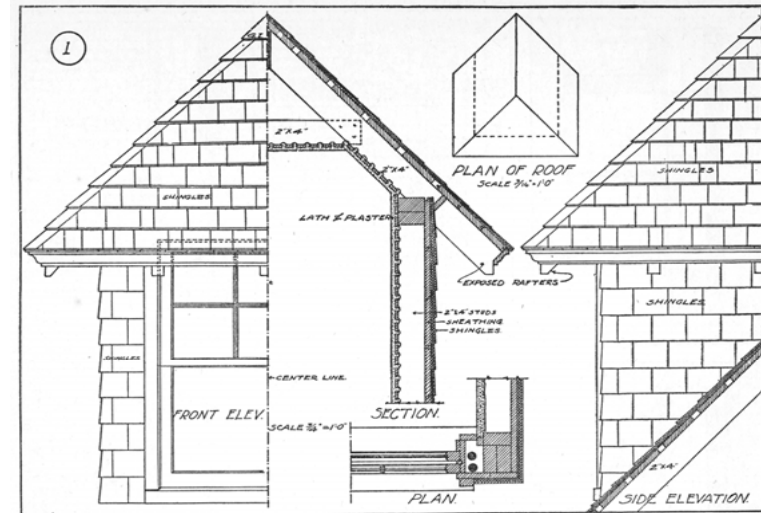 1
2"X4"
2"X4"
PLAN OF ROOF
SCALE 3/16"=1'0"
SHINGLES
SHINGLES
LATH & PLASTER
EXPOSED RAFTERS
SHINGLES
2"X4" STUDS
SHEATHING
SHINGLES
SHINGLES
CENTER LINE
FRONT ELEV.
SECTION.
SCALE 3/4"=1'0"
2"X4"
PLAN.
SIDE ELEVATION.